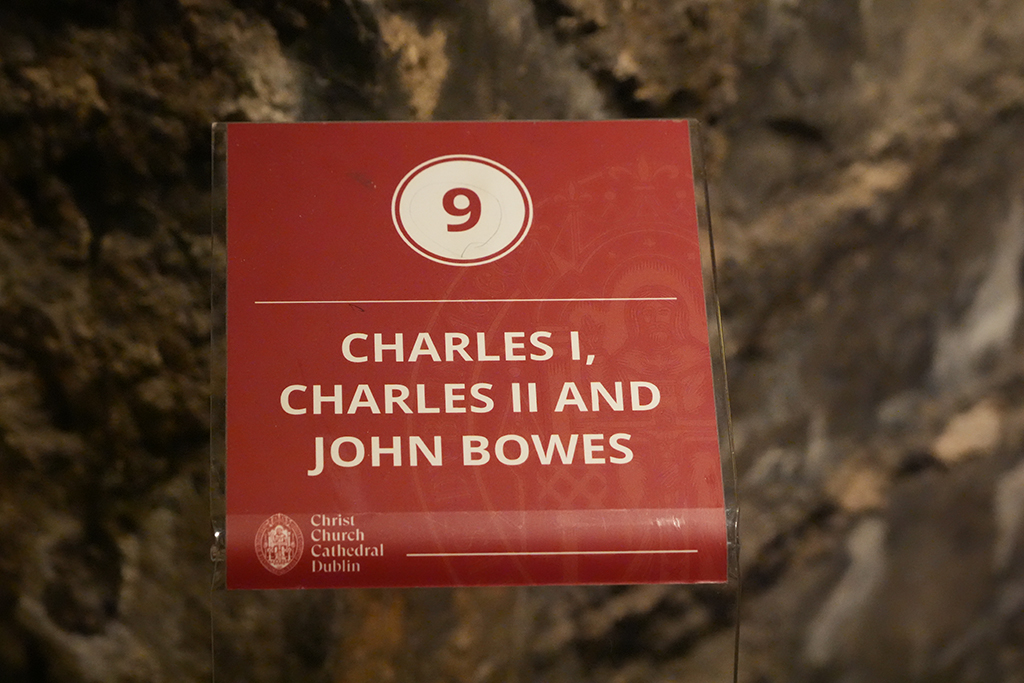 9
CHARLES I,
CHARLES II AND
JOHN BOWES
Christ
Church
Cathedral
Dublin